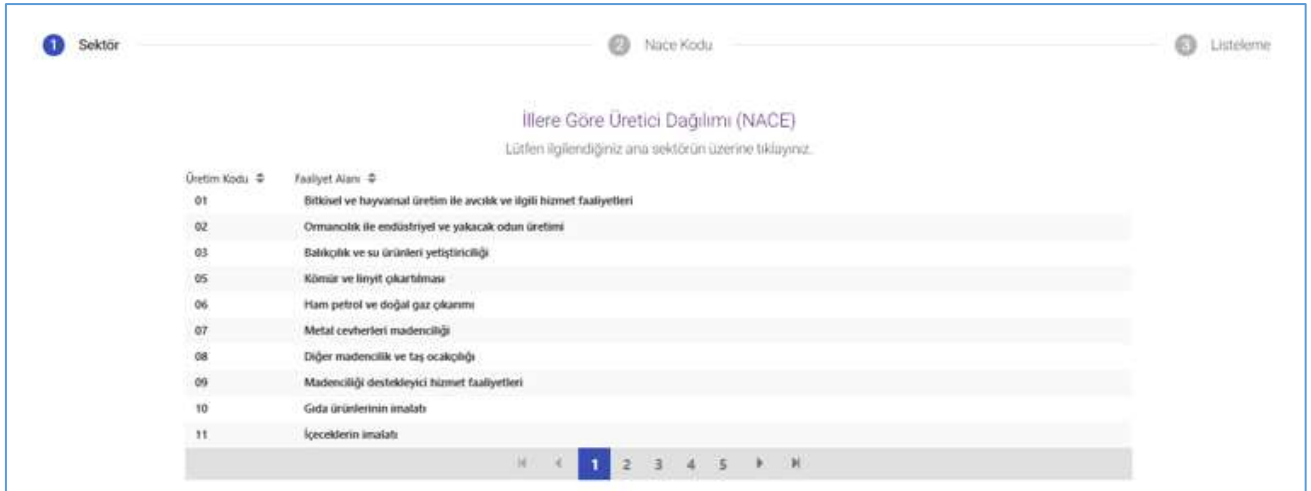 1 Sektör 2 Nace Kodu 3 Listeleme
İllere Göre Üretici Dağılımı (NACE)
Lütfen ilgilendiğiniz ana sektörün üzerine tıklayınız.
Üretim Kodu Faaliyet Alanı
01 Bitkisel ve hayvansal üretim ile avcılık ve ilgili hizmet faaliyetleri
02 Ormancılık ile endüstriyel ve yakacak odun üretimi
03 Balıkçılık ve su ürünleri yetiştiriciliği
05 Kömür ve linyit çıkartılması
06 Ham petrol ve doğal gaz çıkarımı
07 Metal cevherleri madenciliği
08 Diğer madencilik ve taş ocakçılığı
09 Madenciliği destekleyici hizmet faaliyetleri
10 Gıda ürünlerinin imalatı
11 İçeceklerin imalatı
1 2 3 4 5